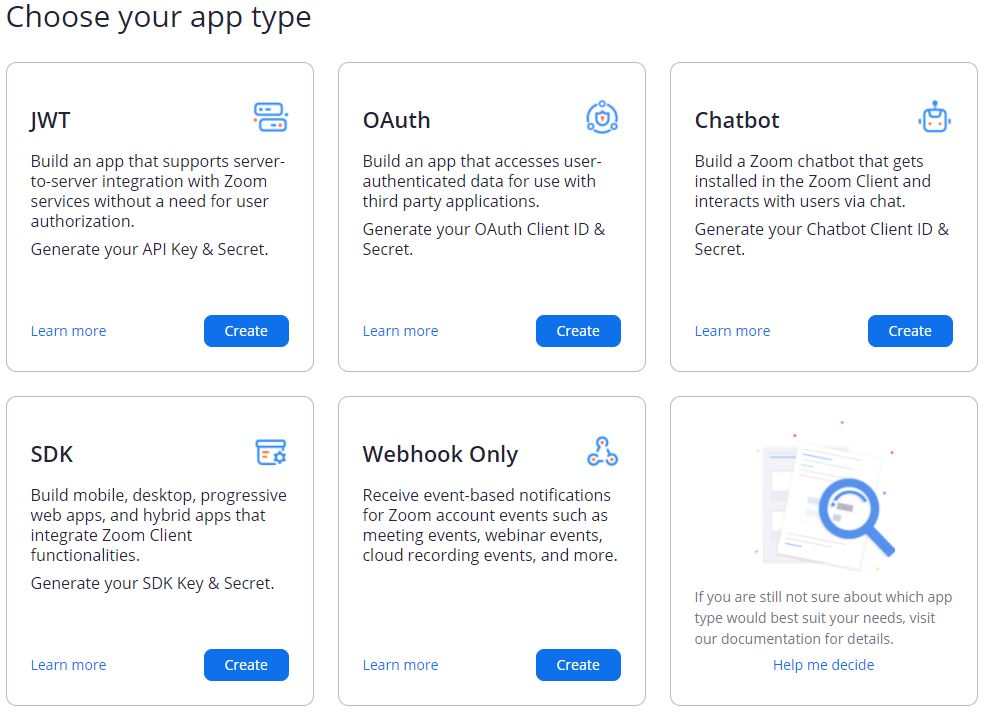 Choose your app type
JWT
Build an app that supports server-
to-server integration with Zoom
services without a need for user
authorization.
Generate your API Key & Secret.
Learn more
Create
OAuth
Build an app that accesses user-
authenticated data for use with
third party applications.
Generate your OAuth Client ID &
Secret.
Learn more
Create
Chatbot
Build a Zoom chatbot that gets
installed in the Zoom Client and
interacts with users via chat.
Generate your Chatbot Client ID &
Secret.
Learn more
Create
SDK
Build mobile, desktop, progressive
web apps, and hybrid apps that
integrate Zoom Client
functionalities.
Generate your SDK Key & Secret.
Learn more
Create
Webhook Only
Receive event-based notifications
for Zoom account events such as
meeting events, webinar events,
cloud recording events, and more.
Learn more
Create
If you are still not sure about which app
type would best suit your needs, visit
our documentation for details.
Help me decide